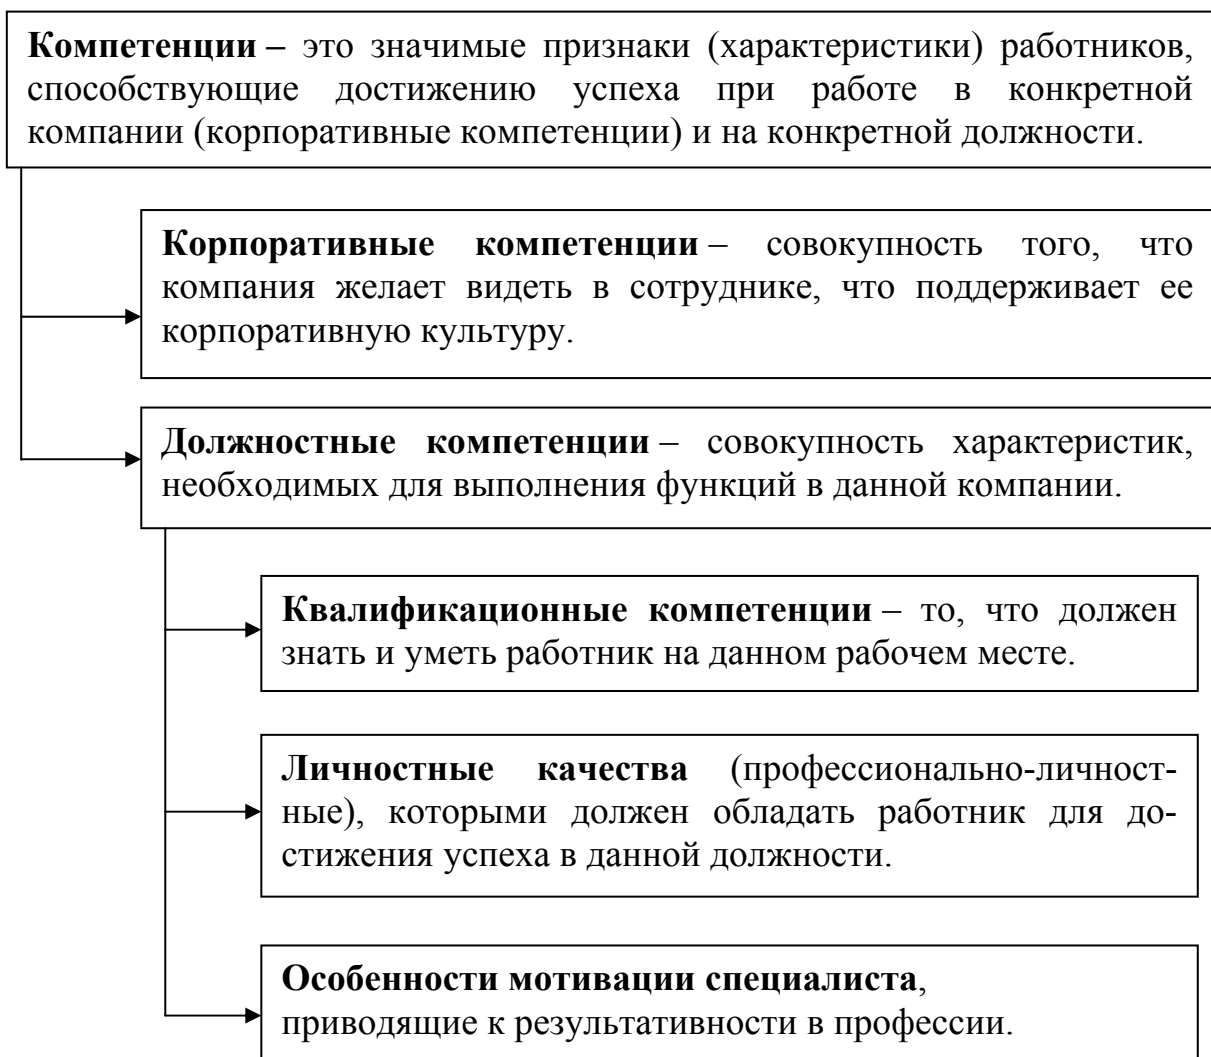 Компетенции – это значимые признаки (характеристики) работников,
способствующие достижению успеха при работе в конкретной
компании (корпоративные компетенции) и на конкретной должности.
Корпоративные компетенции – совокупность того, что
компания желает видеть в сотруднике, что поддерживает ее
корпоративную культуру.
Должностные компетенции – совокупность характеристик,
необходимых для выполнения функций в данной компании.
Квалификационные компетенции – то, что должен
знать и уметь работник на данном рабочем месте.
Личностные качества (профессионально-личност-
ные), которыми должен обладать работник для до-
стижения успеха в данной должности.
Особенности мотивации специалиста,
приводящие к результативности в профессии.